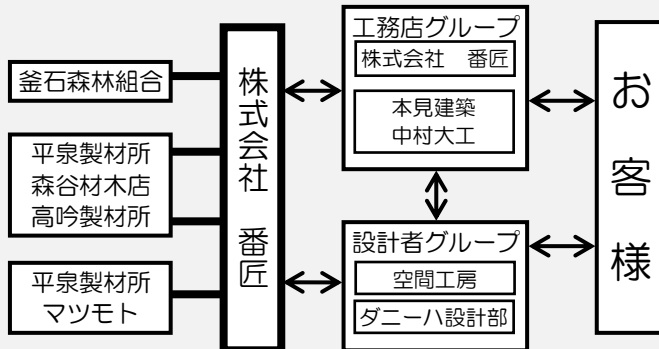 釜石森林組合
平泉製材所
森谷材木店
高吟製材所
平泉製材所
マツモト
株式会社　番匠
工務店グループ
株式会社　番匠
本見建築
中村大工
設計者グループ
空間工房
ダニーハ設計部
お客様